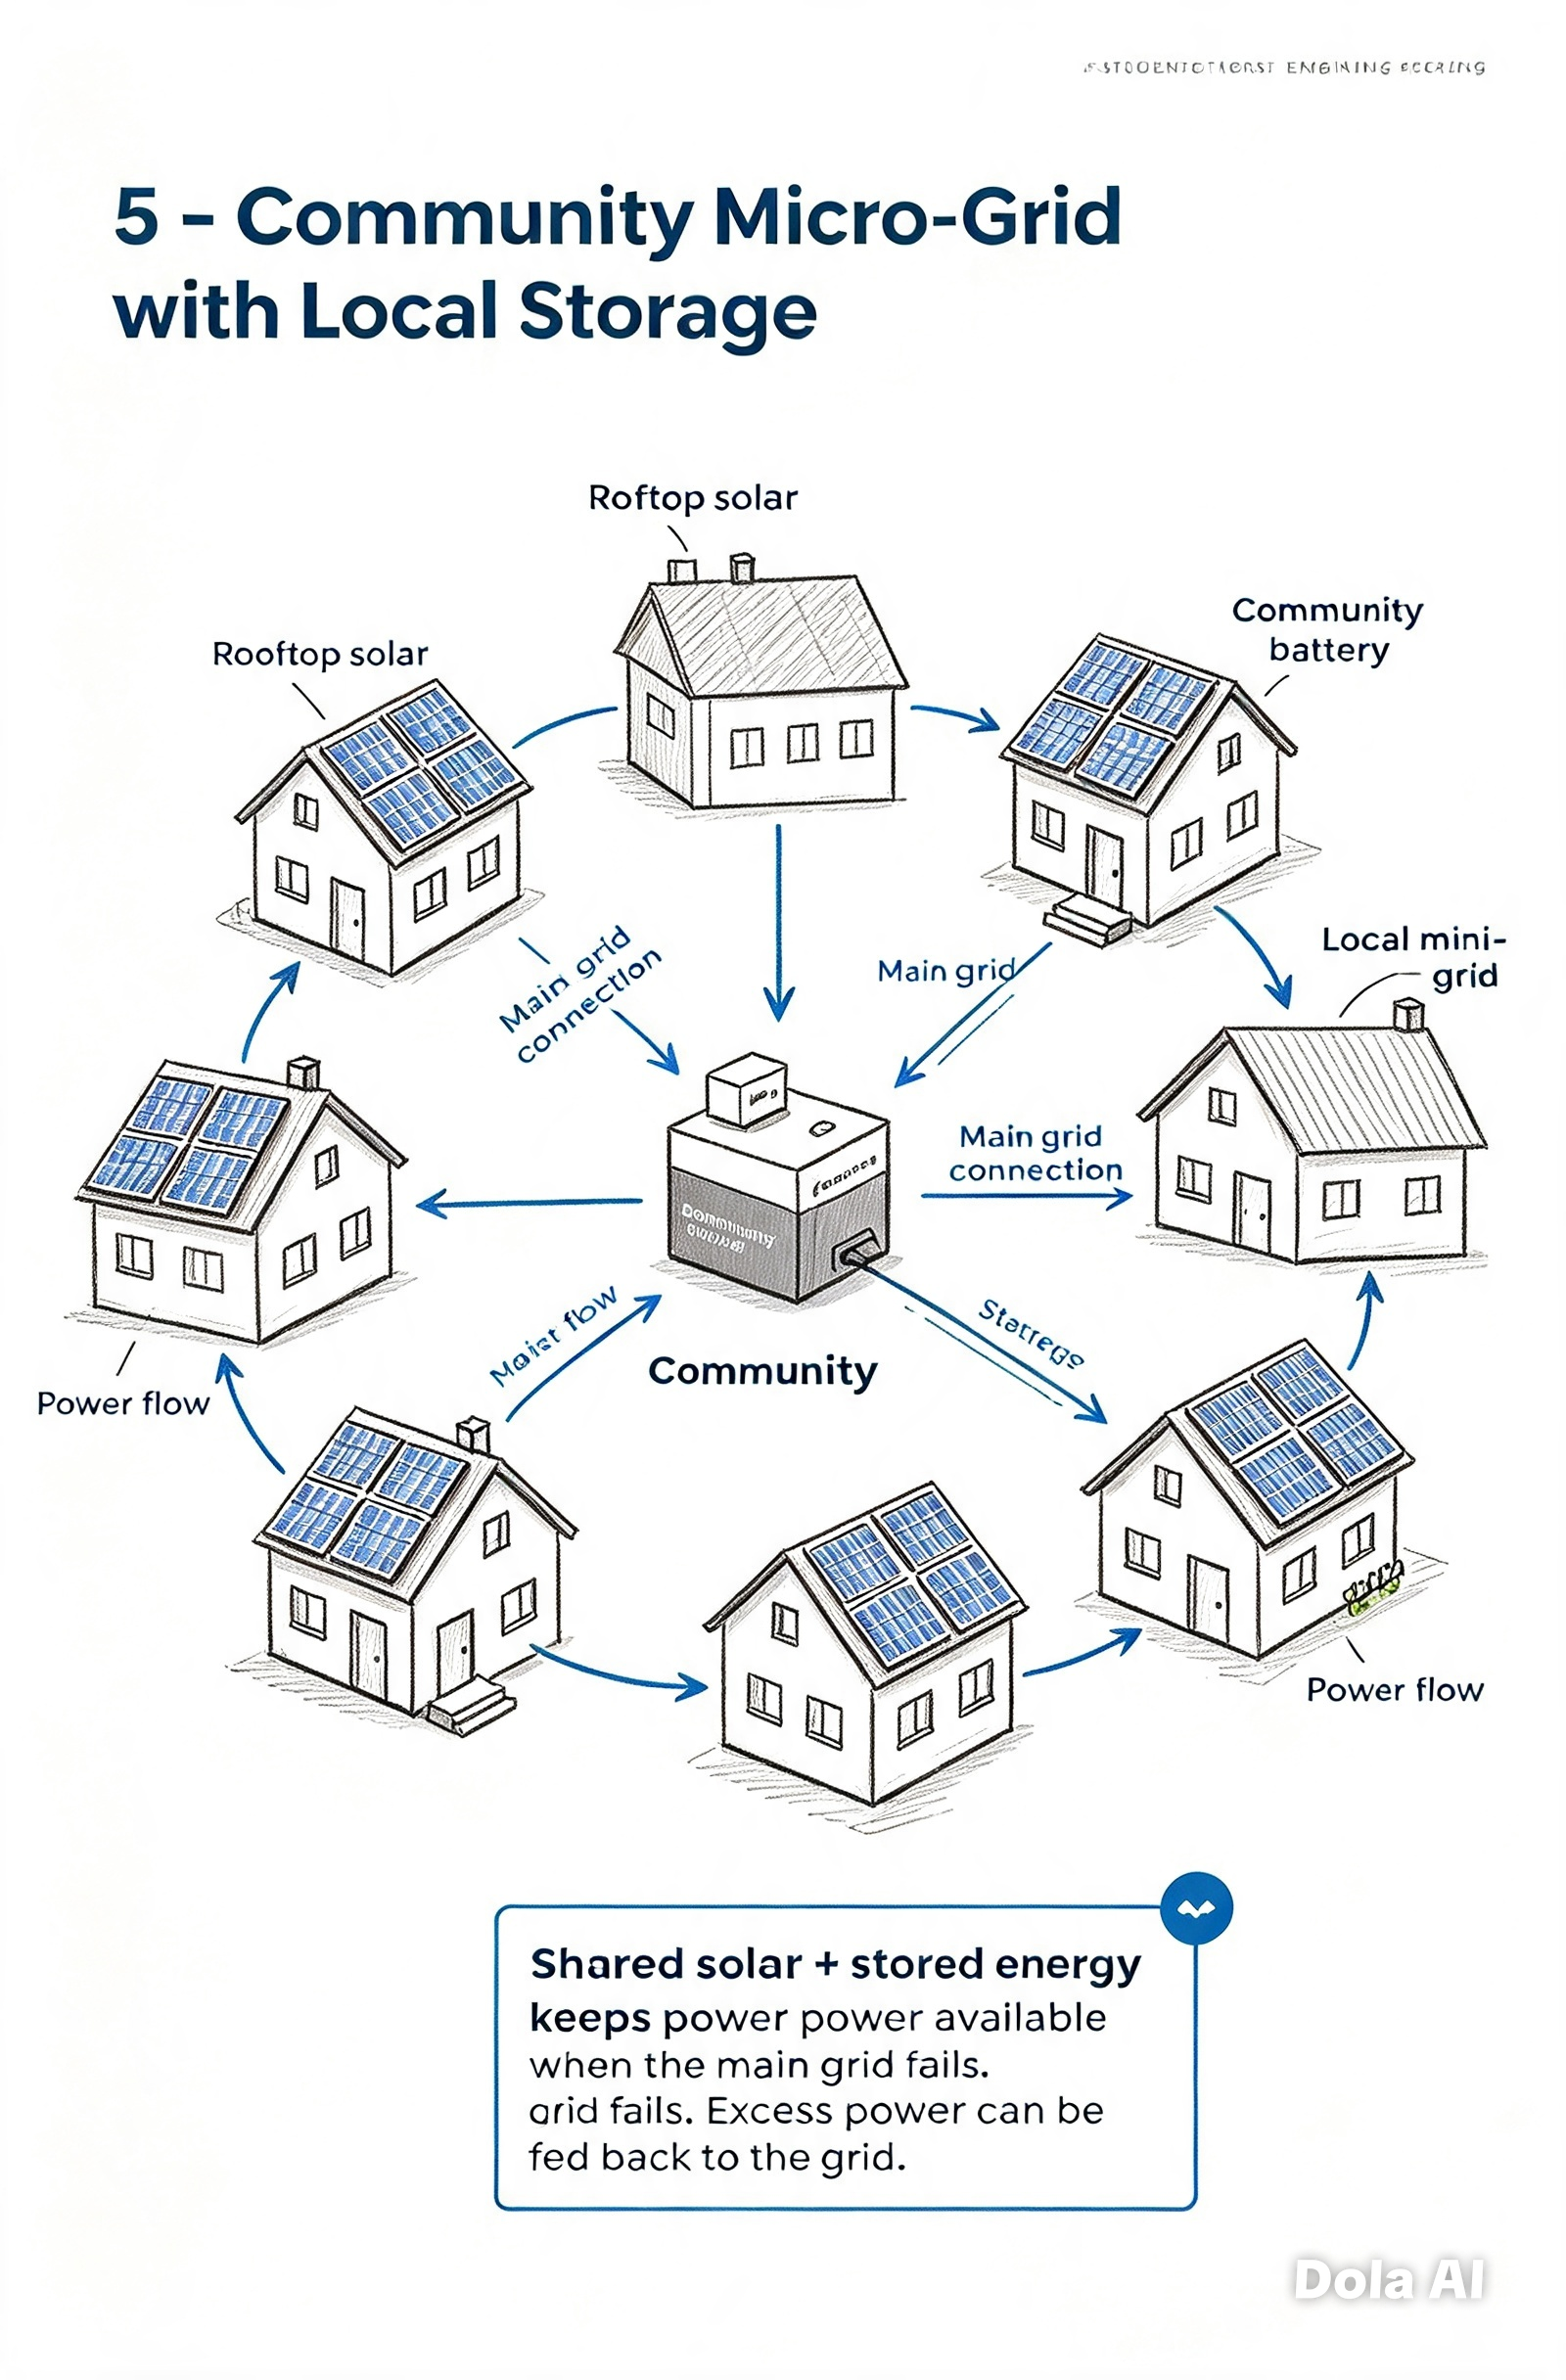 5 - Community Micro-Grid
with Local Storage
Roftop solar
Community
battery
Rooftop solar
Local mini-
grid
Main grid
connection
Main grid
Main grid
connection
Moist flow
Community
Power flow
Power flow
Shared solar + stored energy
keeps power power available
when the main grid fails.
grid fails. Excess power can be
fed back to the grid.
Dola AI